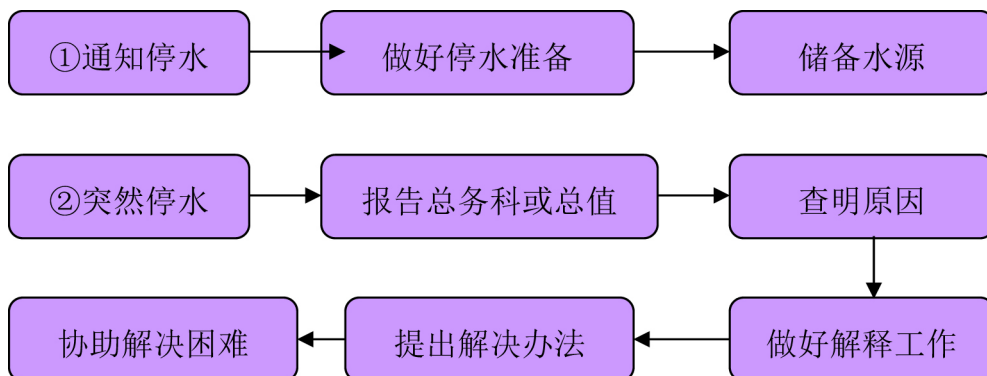 ①通知停水
做好停水准备
储备水源
②突然停水
报告总务科或总值
查明原因
协助解决困难
提出解决办法
做好解释工作